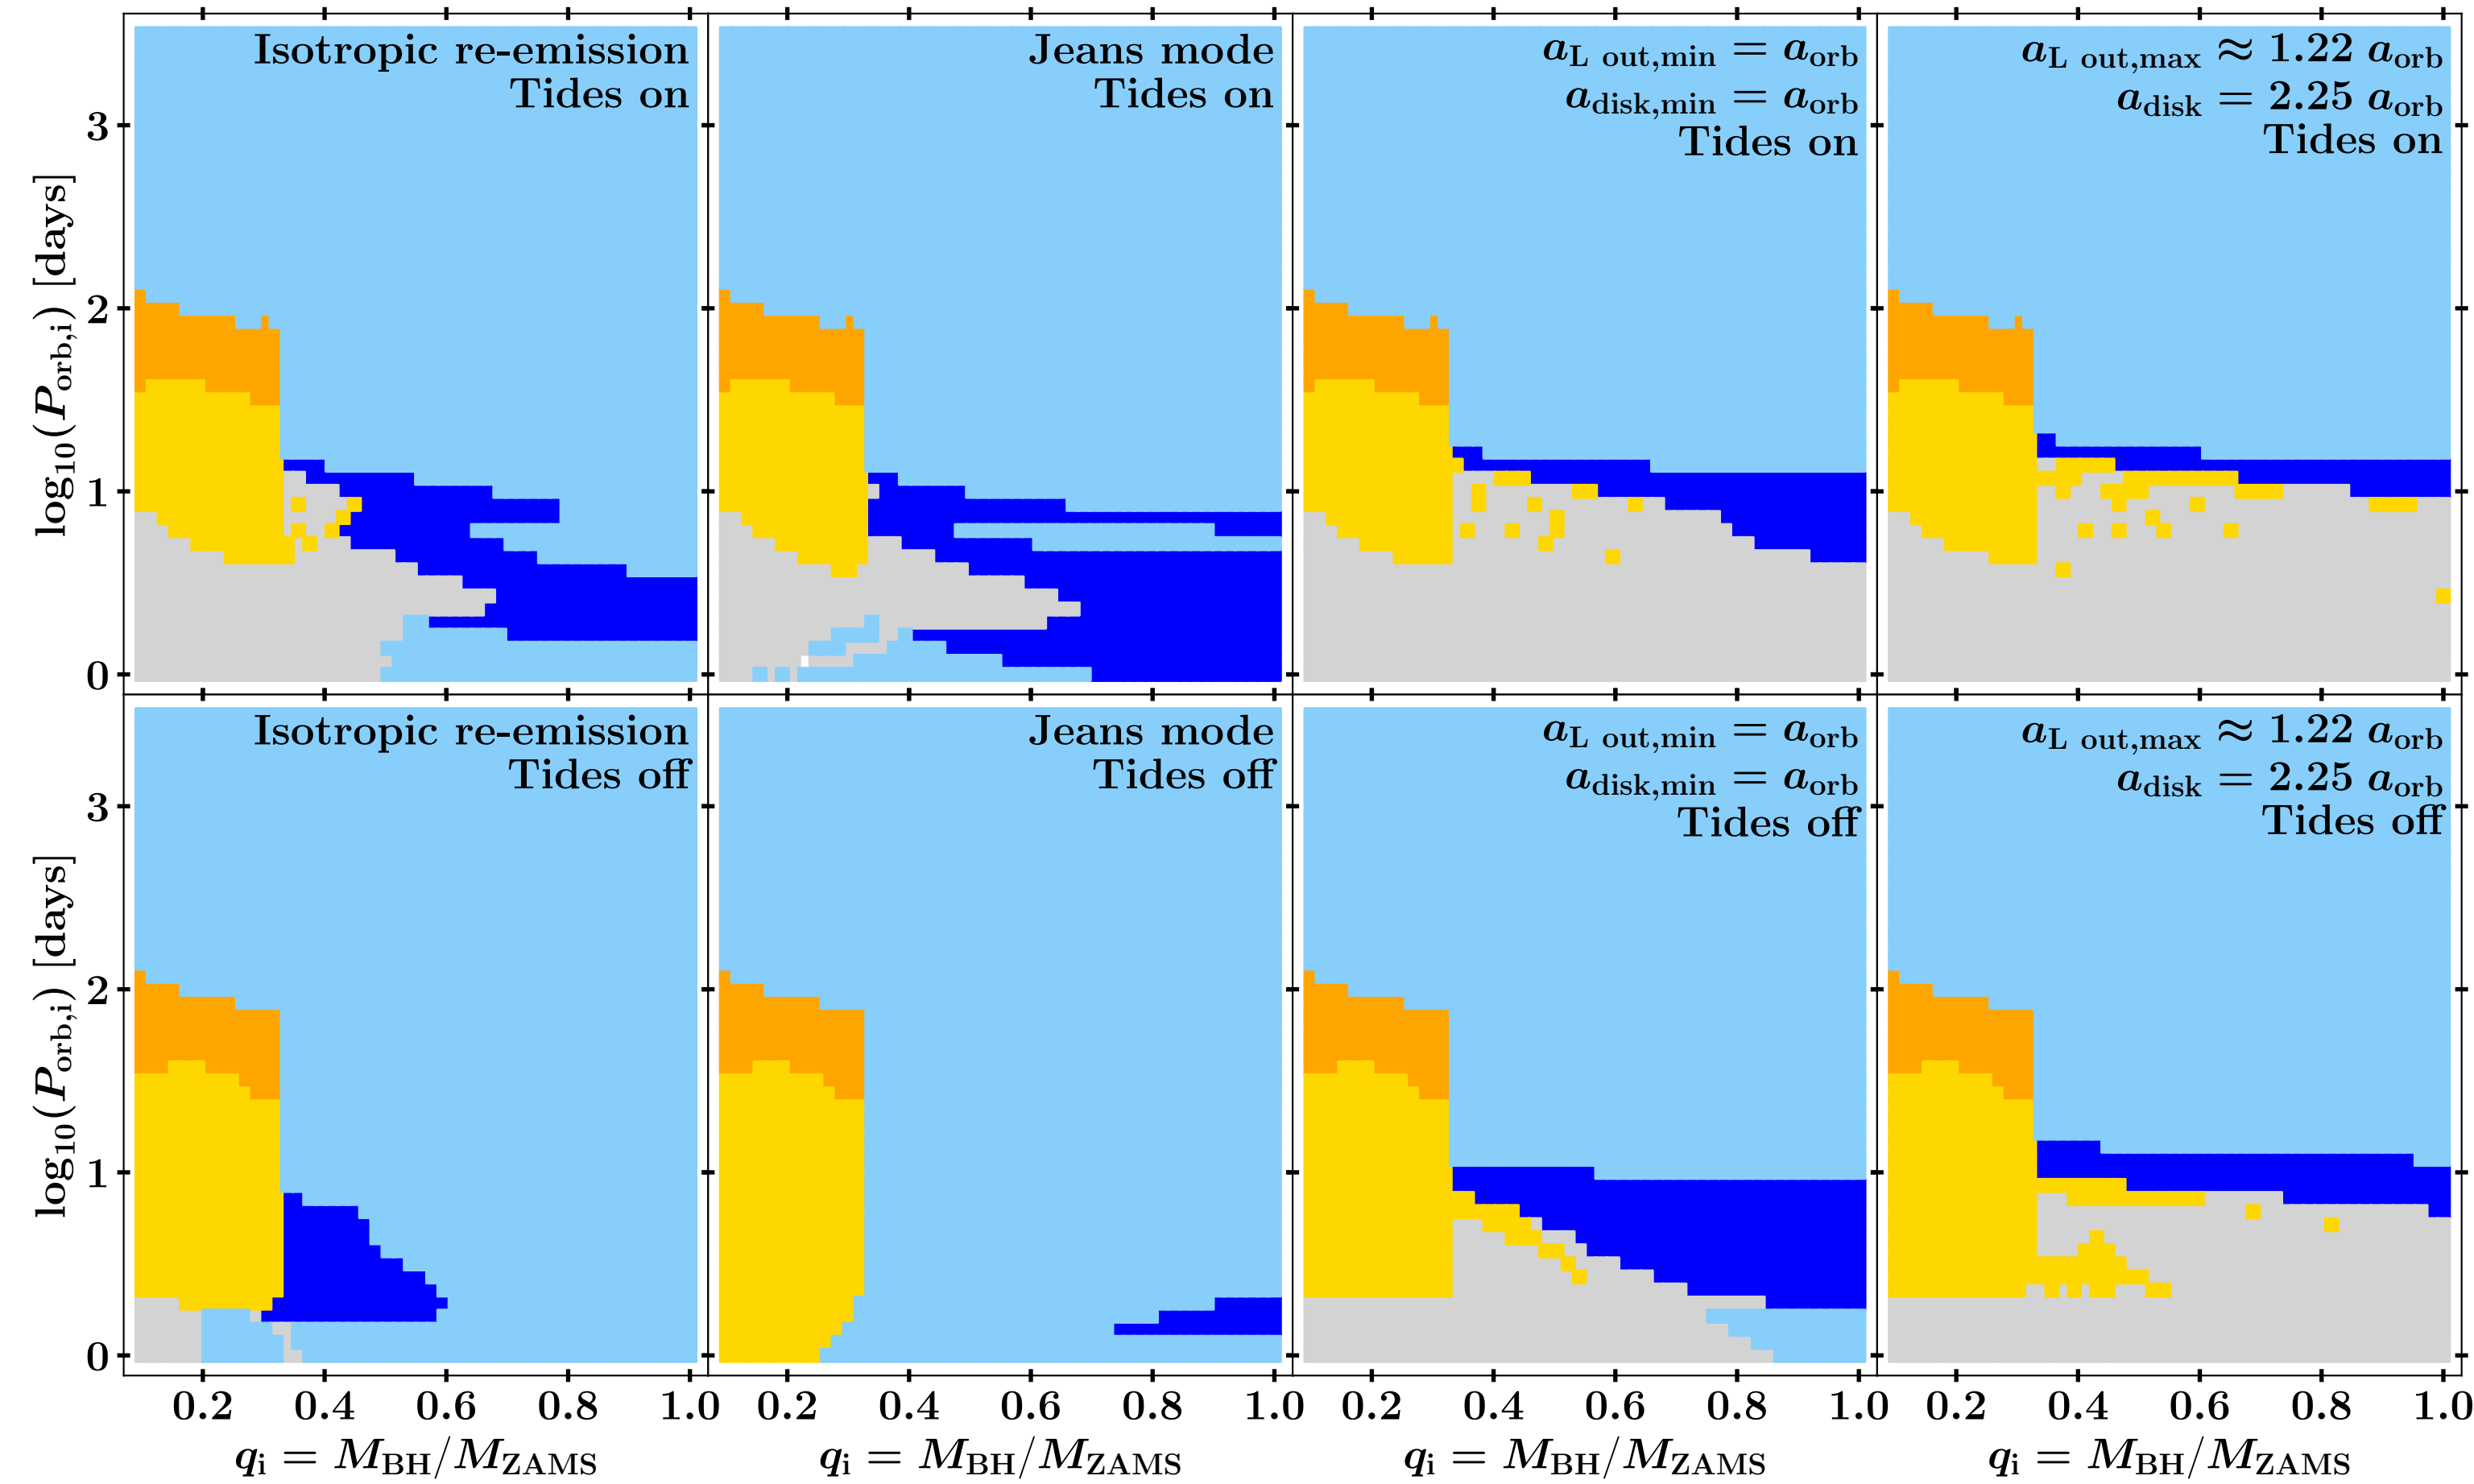 Isotropic re-emission
Tides on
Jeans mode
Tides on
a_L out,min = a_orb
a_disk,min = a_orb
Tides on
a_L out,max ≈ 1.22 a_orb
a_disk = 2.25 a_orb
Tides on
log₁₀(P_orb,i) [days]
3
2
1
0
Isotropic re-emission
Tides off
Jeans mode
Tides off
a_L out,min = a_orb
a_disk,min = a_orb
Tides off
a_L out,max ≈ 1.22 a_orb
a_disk = 2.25 a_orb
Tides off
log₁₀(P_orb,i) [days]
3
2
1
0
0.2 0.4 0.6 0.8 1.0 0.2 0.4 0.6 0.8 1.0 0.2 0.4 0.6 0.8 1.0 0.2 0.4 0.6 0.8 1.0
q_i = M_BH/M_ZAMS q_i = M_BH/M_ZAMS q_i = M_BH/M_ZAMS q_i = M_BH/M_ZAMS